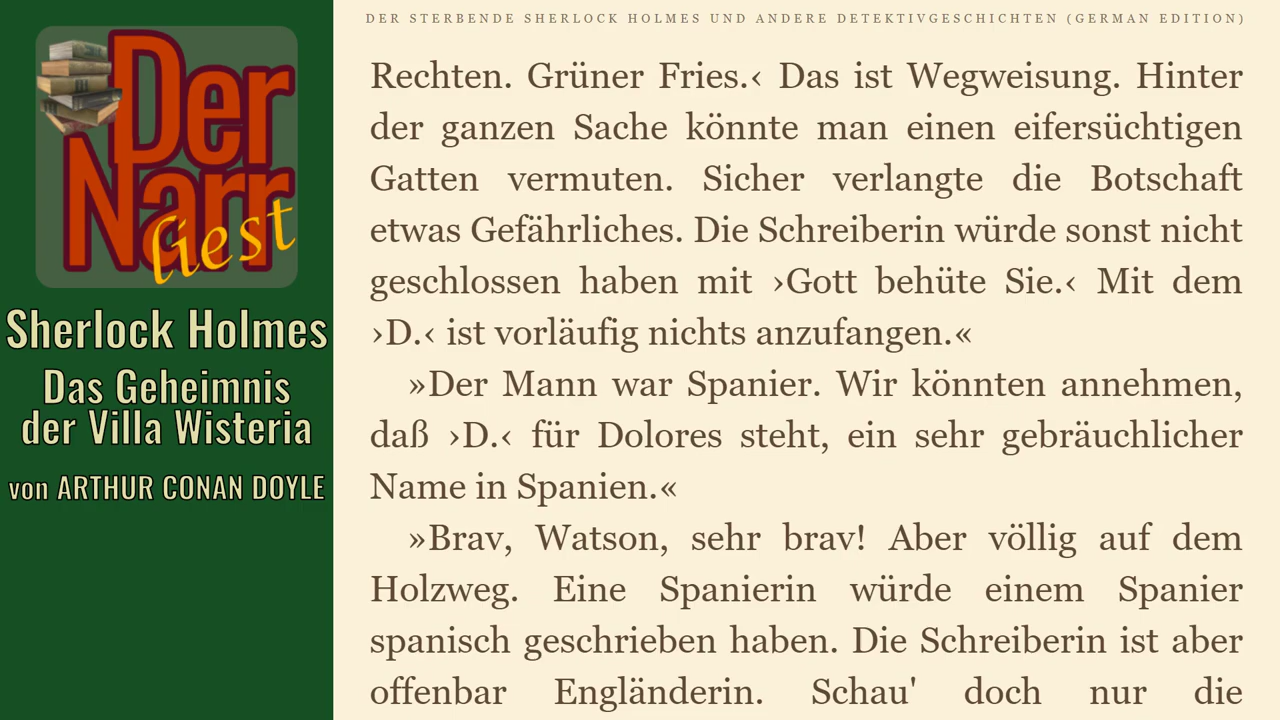 Der
Narr
liest
Sherlock Holmes
Das Geheimnis
der Villa Wisteria
von ARTHUR CONAN DOYLE
DER STERBENDE SHERLOCK HOLMES UND ANDERE DETEKTIVGESCHICHTEN (GERMAN EDITION)
Rechten. Grüner Fries.‹ Das ist Wegweisung. Hinter
der ganzen Sache könnte man einen eifersüchtigen
Gatten vermuten. Sicher verlangte die Botschaft
etwas Gefährliches. Die Schreiberin würde sonst nicht
geschlossen haben mit ›Gott behüte Sie.‹ Mit dem
›D.‹ ist vorläufig nichts anzufangen.«
»Der Mann war Spanier. Wir könnten annehmen,
daß ›D.‹ für Dolores steht, ein sehr gebräuchlicher
Name in Spanien.«
»Brav, Watson, sehr brav! Aber völlig auf dem
Holzweg. Eine Spanierin würde einem Spanier
spanisch geschrieben haben. Die Schreiberin ist aber
offenbar Engländerin. Schau' doch nur die